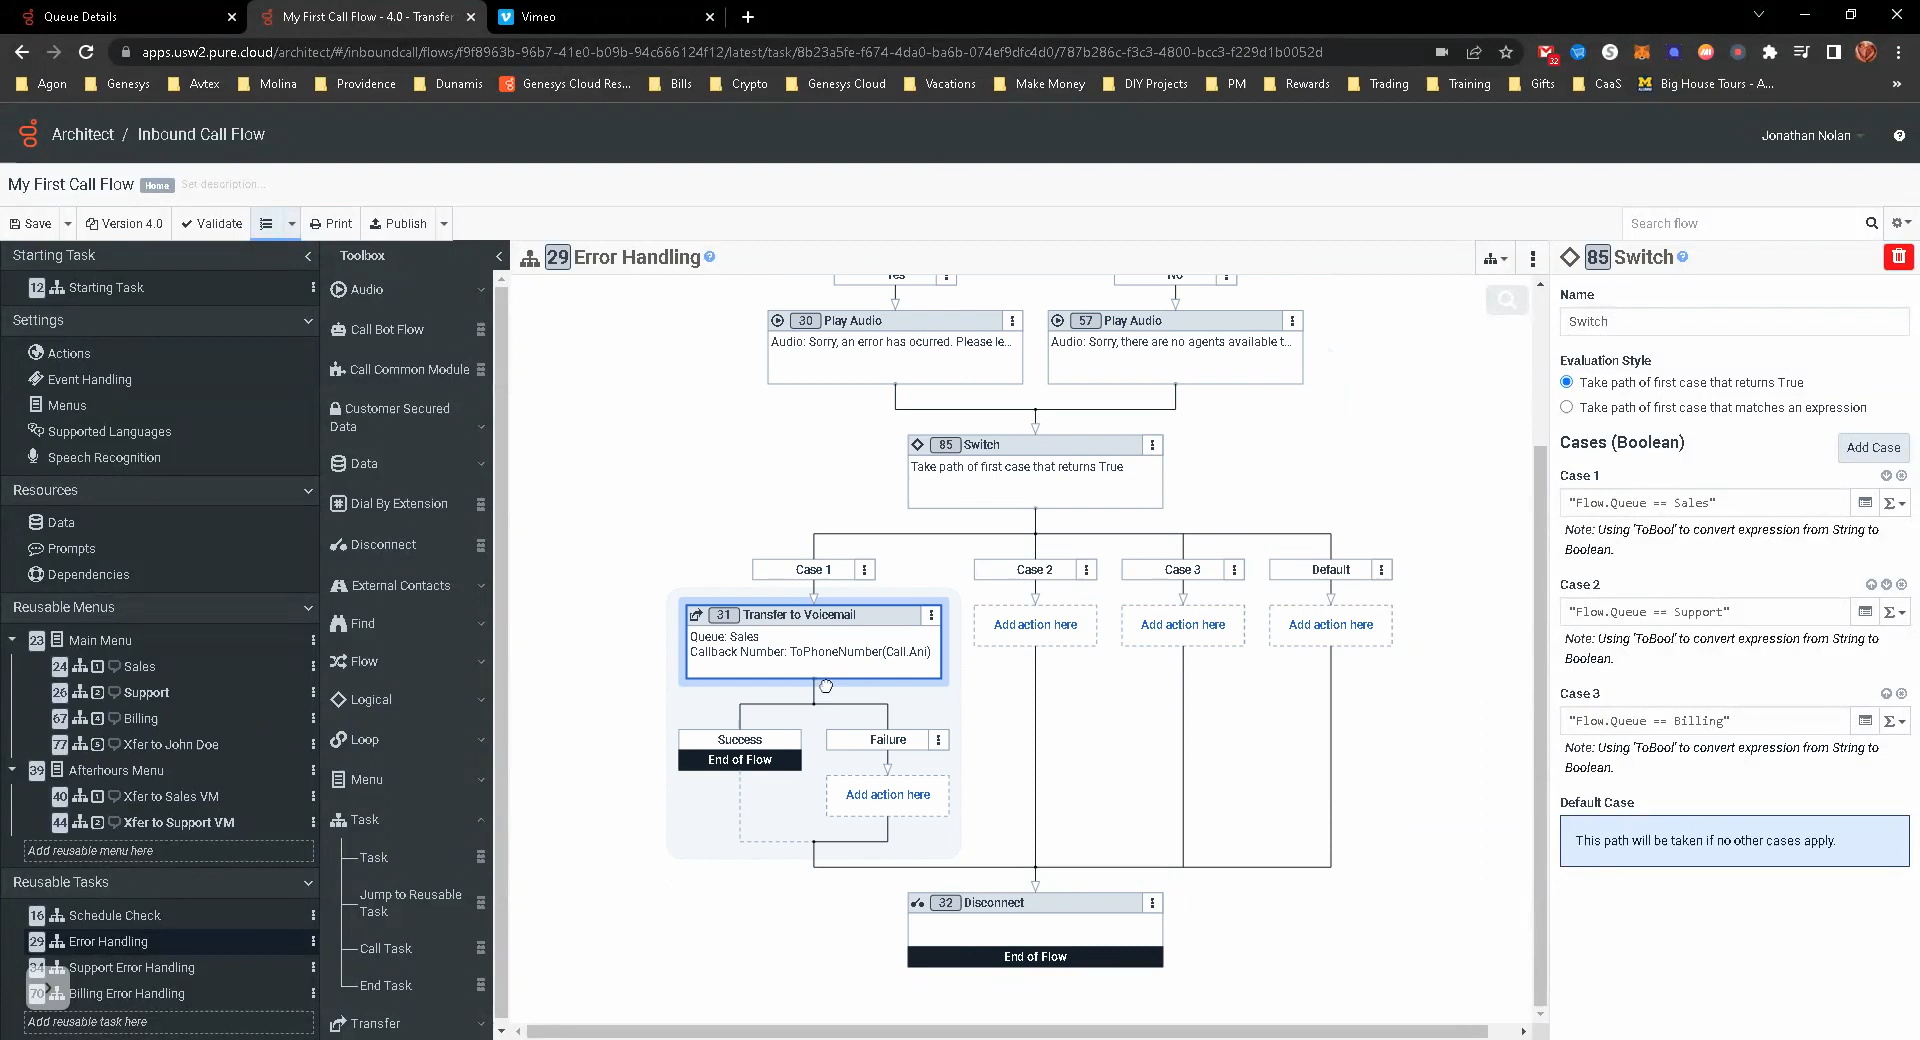 Queue Details
My First Call Flow - 4.0 - Transfer
Vimeo
apps.usw2.pure.cloud/architect/#/inboundcall/flows/f9f8963b-96b7-41e0-b09b-94c666124f12/latest/task/8b23a5fe-f674-4da0-ba6b-074ef9dfc4d0/787b286c-f3c3-4800-bcc3-f229d1b0052d
32
Agon
Genesys
Avtex
Molina
Providence
Dunamis
Genesys Cloud Res...
Bills
Crypto
Genesys Cloud
Vacations
Make Money
DIY Projects
PM
Rewards
Trading
Training
Gifts
CaaS
Big House Tours - A...
Architect / Inbound Call Flow
Jonathan Nolan
My First Call Flow Home Set description...
Save
Version 4.0
Validate
Print
Publish
Search flow
Starting Task
12 Starting Task
Settings
Actions
Event Handling
Menus
Supported Languages
Speech Recognition
Resources
Data
Prompts
Dependencies
Reusable Menus
23 Main Menu
24 1 Sales
26 2 Support
67 4 Billing
77 5 Xfer to John Doe
39 Afterhours Menu
40 1 Xfer to Sales VM
44 2 Xfer to Support VM
Add reusable menu here
Reusable Tasks
16 Schedule Check
29 Error Handling
34 Support Error Handling
70 Billing Error Handling
Add reusable task here
Toolbox
Audio
Call Bot Flow
Call Common Module
Customer Secured
Data
Data
Dial By Extension
Disconnect
External Contacts
Find
Flow
Logical
Loop
Menu
Task
Task
Jump to Reusable
Task
Call Task
End Task
Transfer
29 Error Handling
Yes
No
30 Play Audio
Audio: Sorry, an error has ocurred. Please le...
57 Play Audio
Audio: Sorry, there are no agents available t...
85 Switch
Take path of first case that returns True
Case 1
Case 2
Case 3
Default
31 Transfer to Voicemail
Queue: Sales
Callback Number: ToPhoneNumber(Call.Ani)
Add action here
Add action here
Add action here
Success
End of Flow
Failure
Add action here
32 Disconnect
End of Flow
85 Switch
Name
Switch
Evaluation Style
Take path of first case that returns True
Take path of first case that matches an expression
Cases (Boolean)
Add Case
Case 1
"Flow.Queue == Sales"
Note: Using 'ToBool' to convert expression from String to
Boolean.
Case 2
"Flow.Queue == Support"
Note: Using 'ToBool' to convert expression from String to
Boolean.
Case 3
"Flow.Queue == Billing"
Note: Using 'ToBool' to convert expression from String to
Boolean.
Default Case
This path will be taken if no other cases apply.